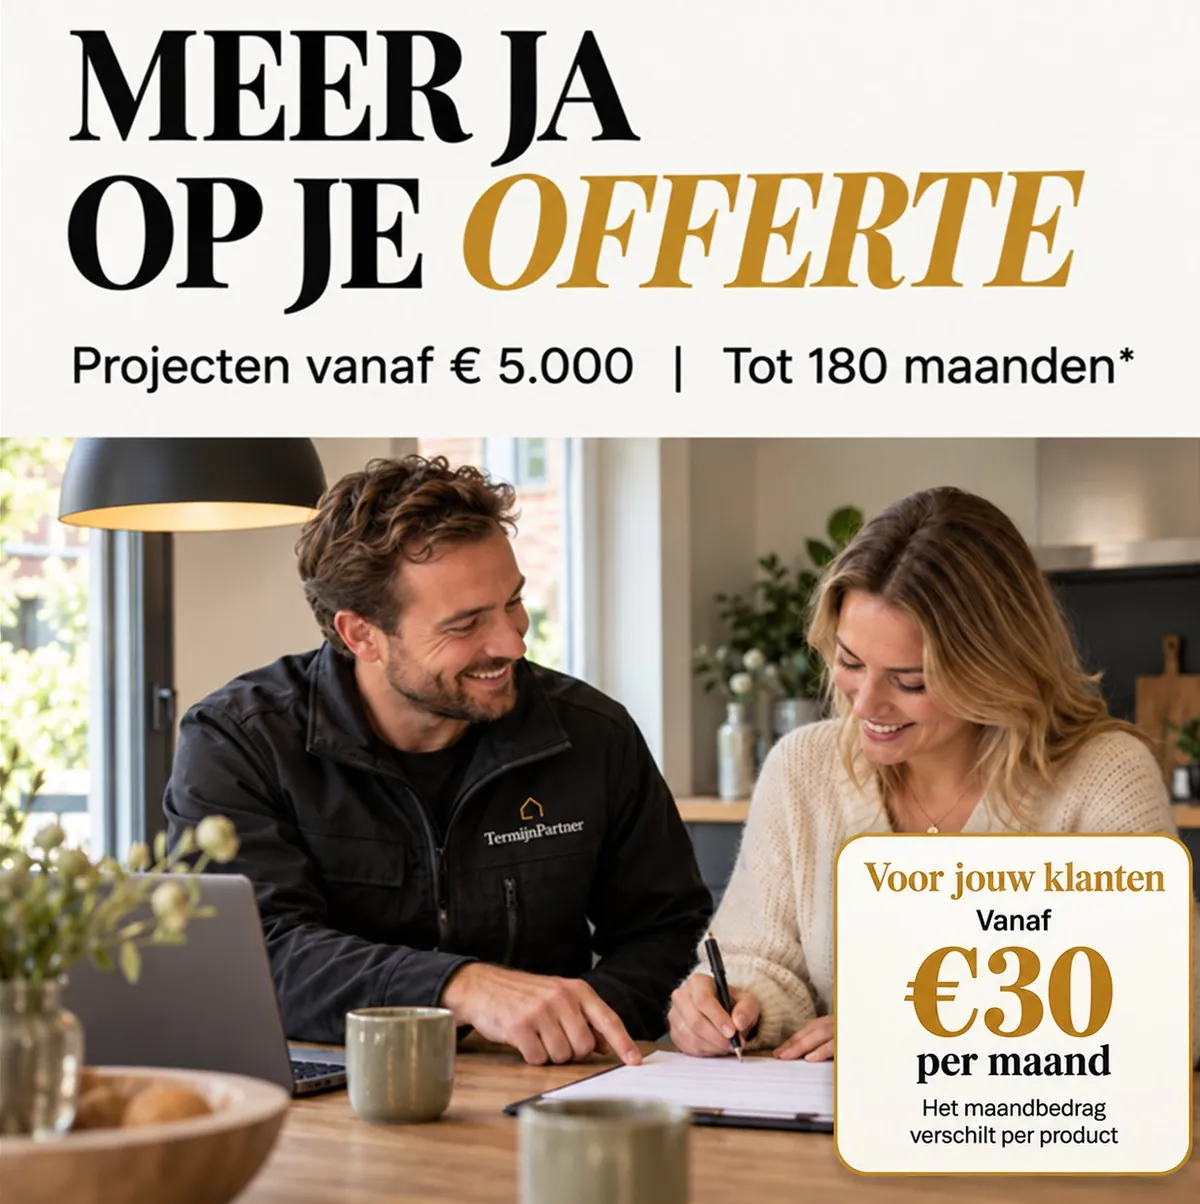 MEER JA
OP JE OFFERTE
Projecten vanaf € 5.000 | Tot 180 maanden*
TermijnPartner
Voor jouw klanten
Vanaf
€30
per maand
Het maandbedrag
verschilt per product